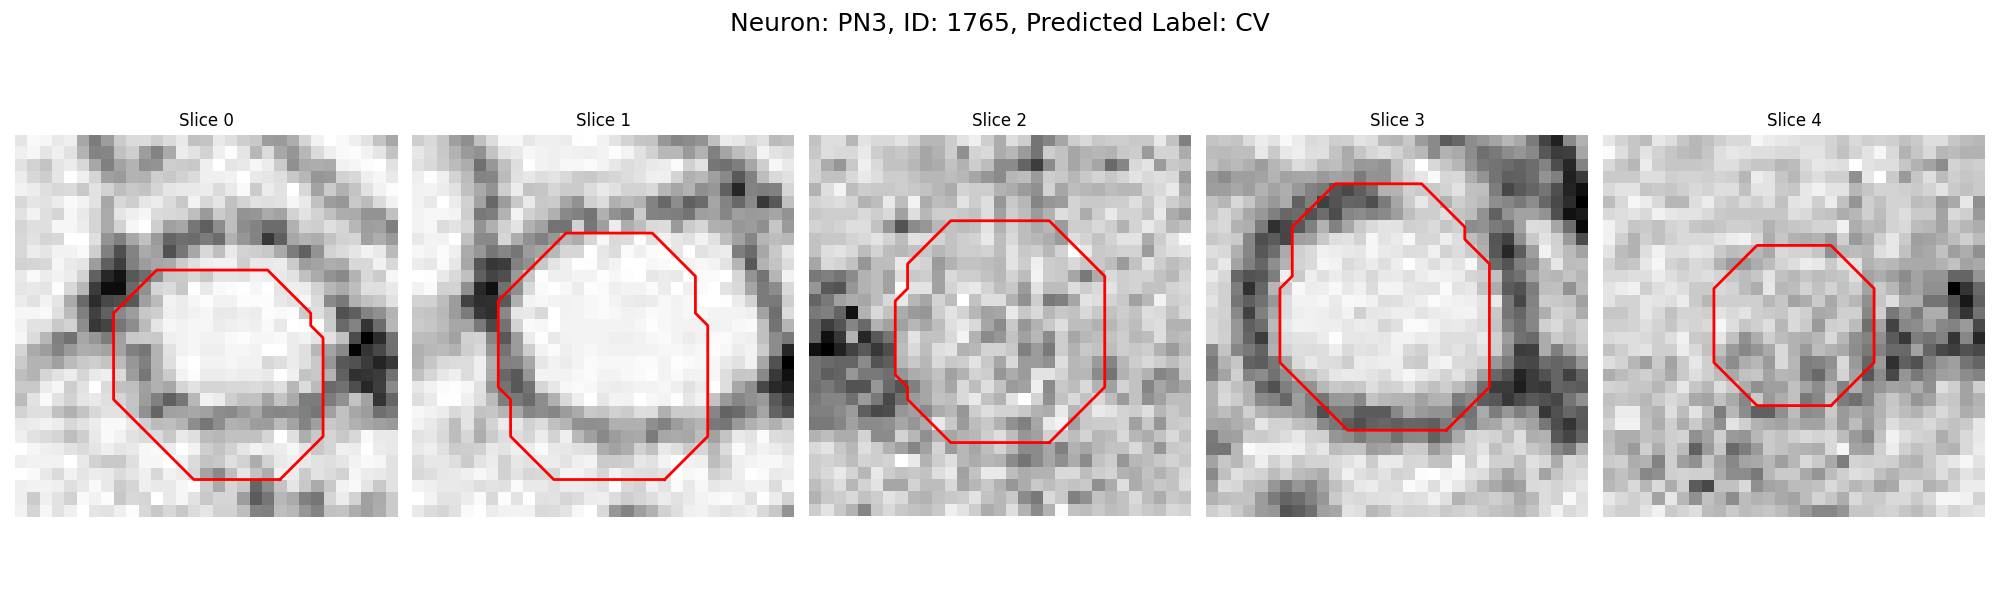 Neuron: PN3, ID: 1765, Predicted Label: CV
Slice 0
Slice 1
Slice 2
Slice 3
Slice 4